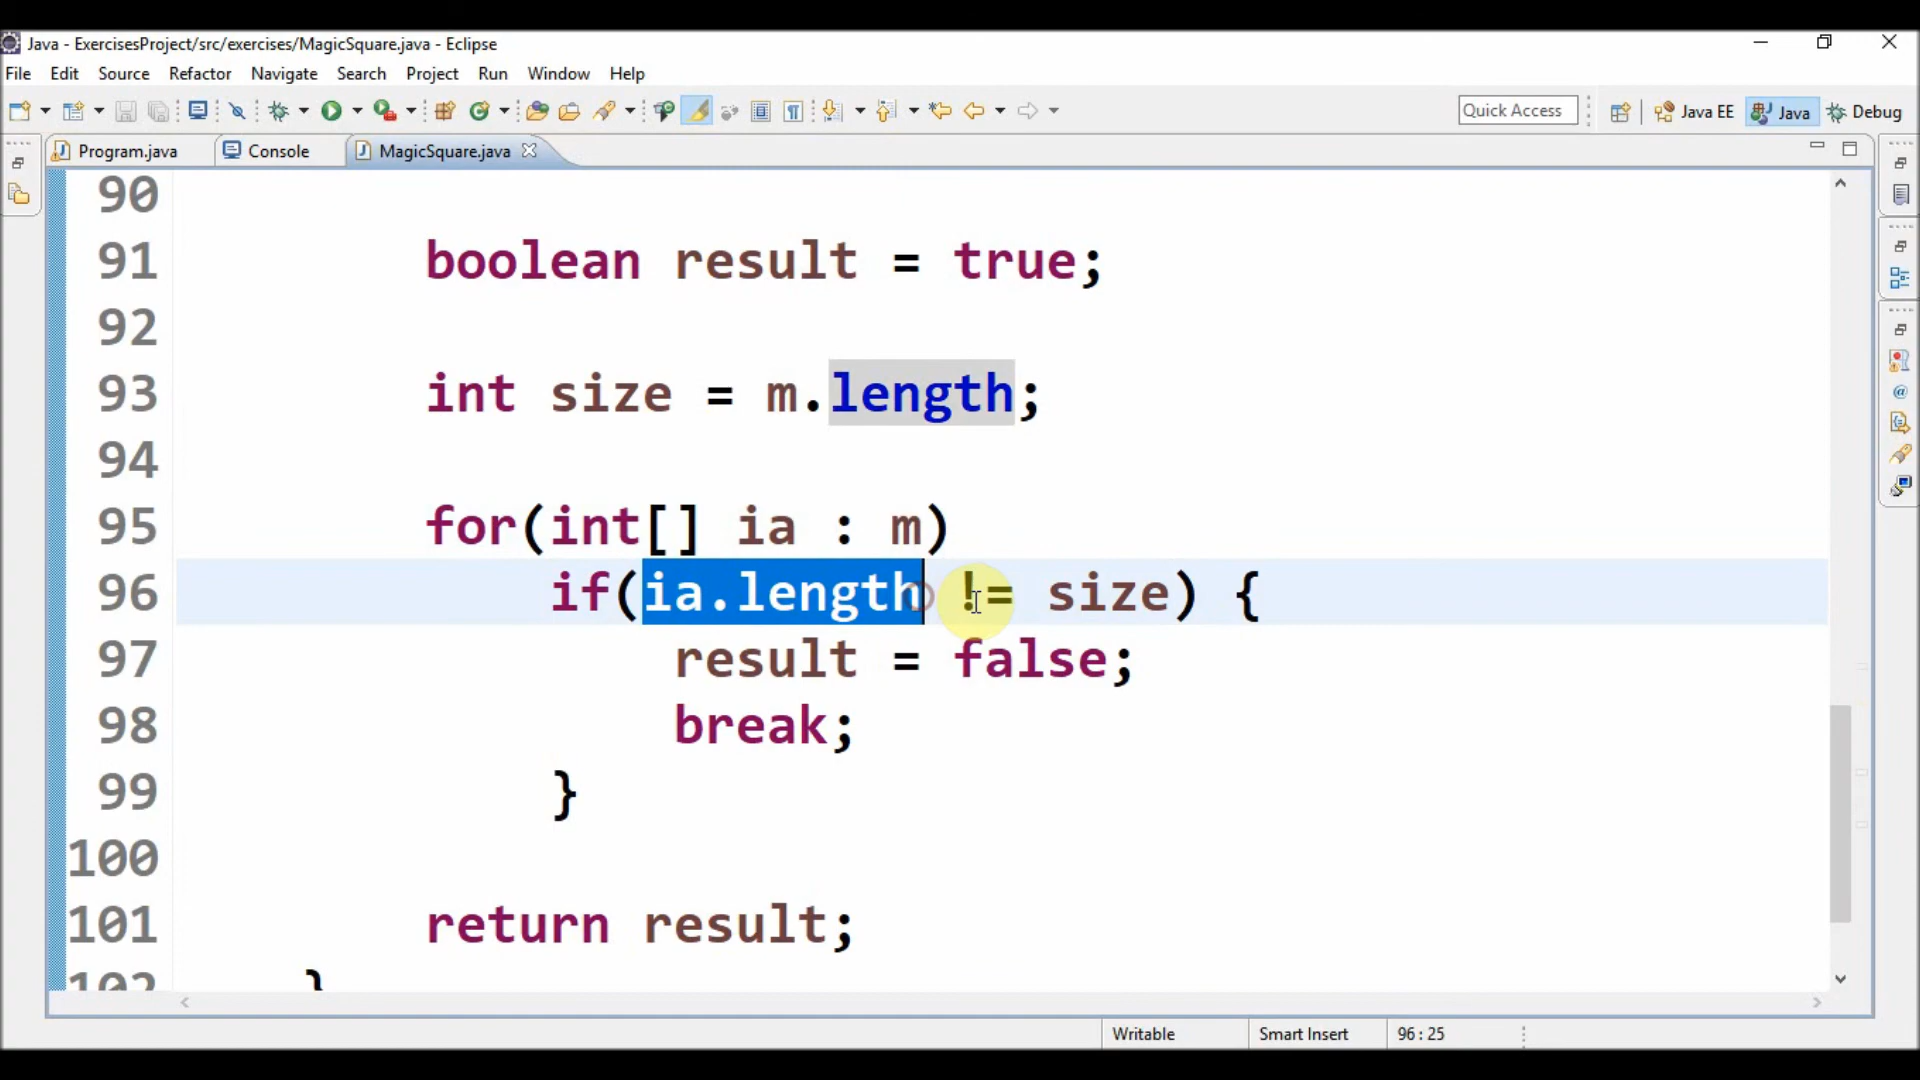 Java - ExercisesProject/src/exercises/MagicSquare.java - Eclipse
File Edit Source Refactor Navigate Search Project Run Window Help
Quick Access Java EE Java Debug
Program.java Console MagicSquare.java
90
91 boolean result = true;
92
93 int size = m.length;
94
95 for(int[] ia : m)
96 if(ia.length != size) {
97 result = false;
98 break;
99 }
100
101 return result;
102 }
Writable Smart Insert 96 : 25